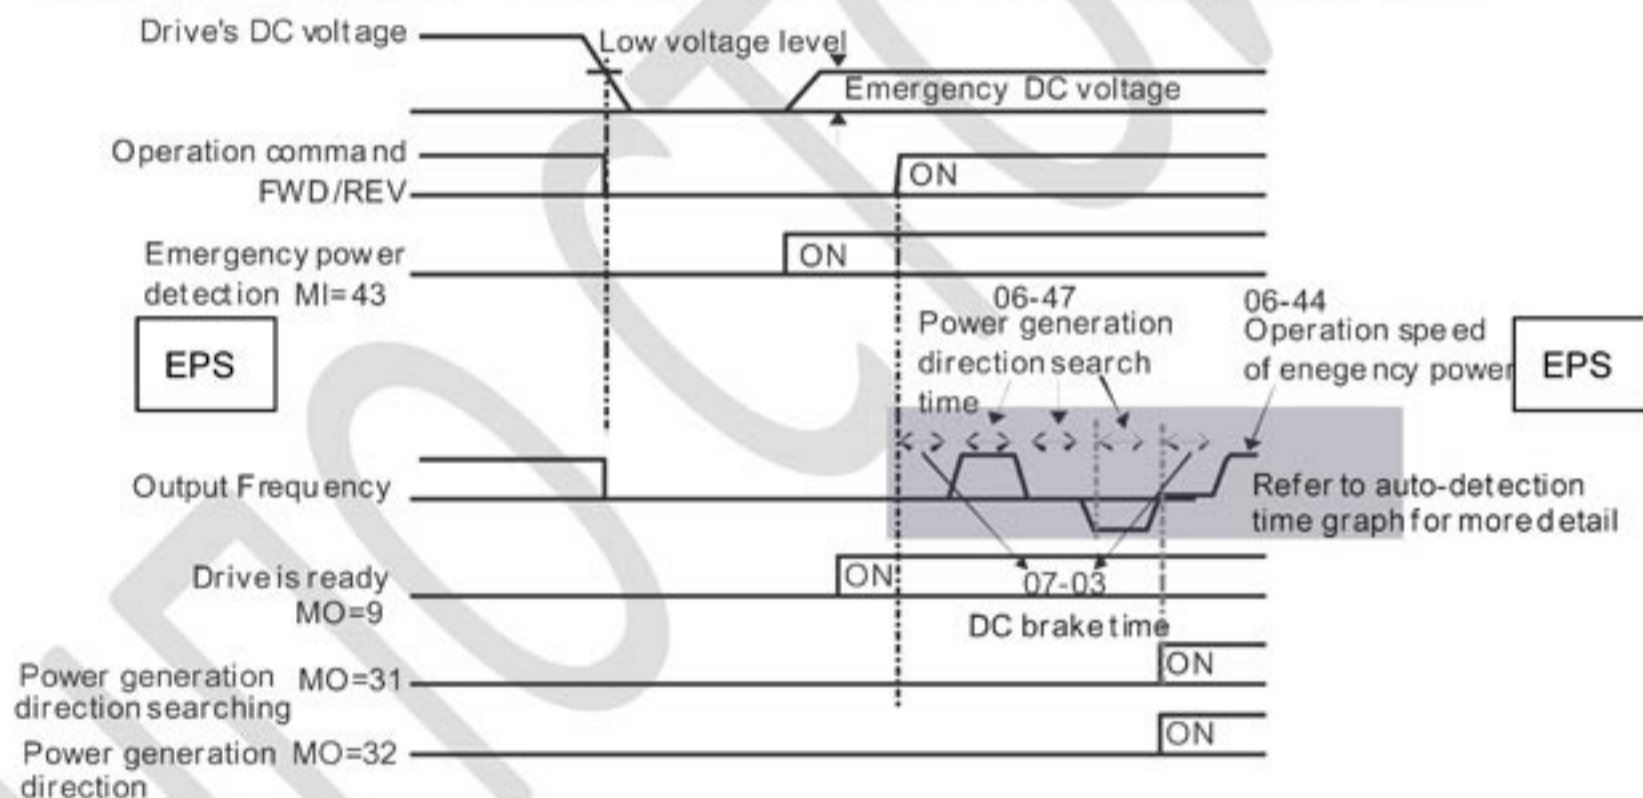 Drive's DC voltage
Low voltage level
Emergency DC voltage
Operation command
FWD/REV
ON
Emergency power
detection MI=43
ON
EPS
06-47
Power generation
direction search
time
06-44
Operation speed
of enegency power
EPS
Output Frequency
Refer to auto-detection
time graph for more detail
Drive is ready
MO=9
ON
07-03
DC brake time
Power generation MO=31
direction searching
ON
Power generation MO=32
direction
ON